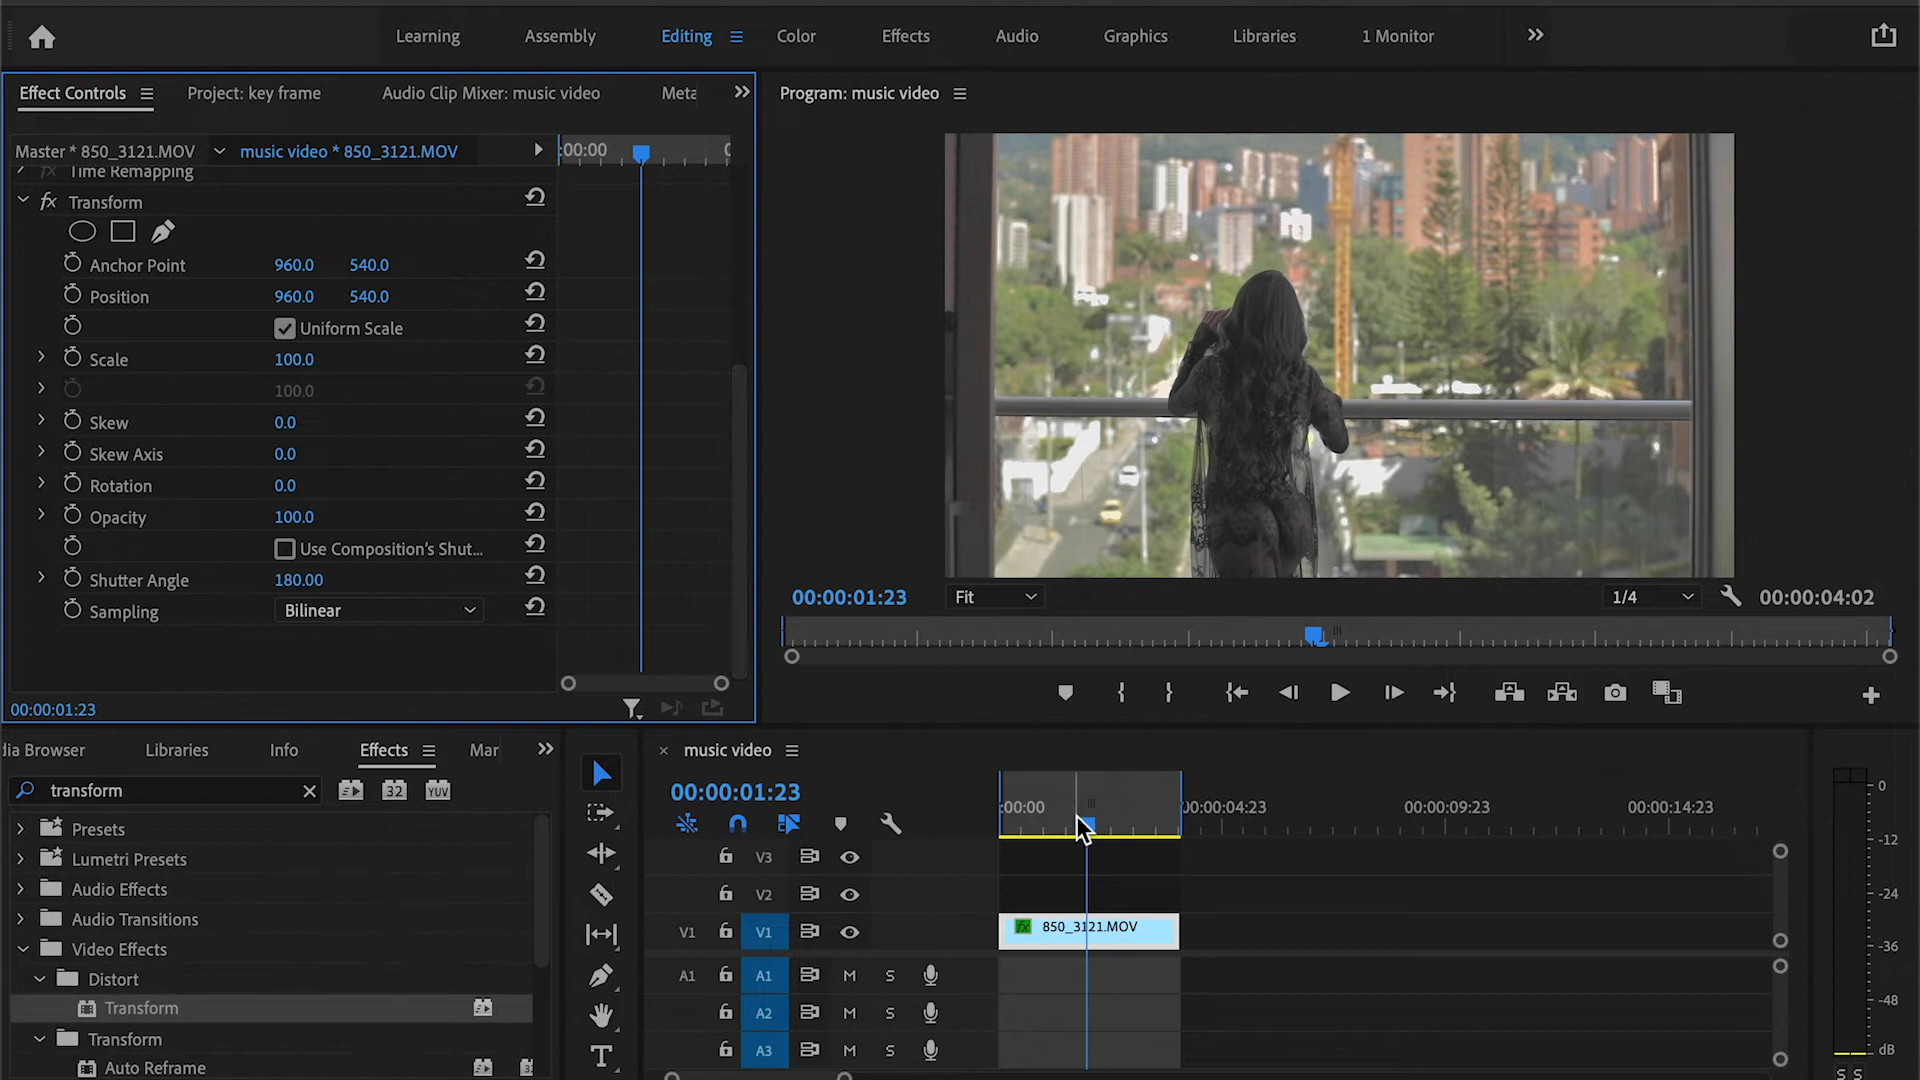 Learning Assembly Editing Color Effects Audio Graphics Libraries 1 Monitor
Effect Controls Project: key frame Audio Clip Mixer: music video Meta
Program: music video
Master * 850_3121.MOV music video * 850_3121.MOV :00:00
Time Remapping
fx Transform
Anchor Point 960.0 540.0
Position 960.0 540.0
Uniform Scale
Scale 100.0
100.0
Skew 0.0
Skew Axis 0.0
Rotation 0.0
Opacity 100.0
Use Composition's Shut...
Shutter Angle 180.00
Sampling Bilinear
00:00:01:23 Fit 1/4 00:00:04:02
00:00:01:23
dia Browser Libraries Info Effects Mar
transform 32 YUV
Presets
Lumetri Presets
Audio Effects
Audio Transitions
Video Effects
Distort
Transform
Transform
Auto Reframe
music video
00:00:01:23
:00:00 00:00:04:23 00:00:09:23 00:00:14:23
V3
V2
V1 V1 fx 850_3121.MOV
A1 A1 M S
A2 M S
A3 M S
0
-12
-24
-36
-48
dB
S S